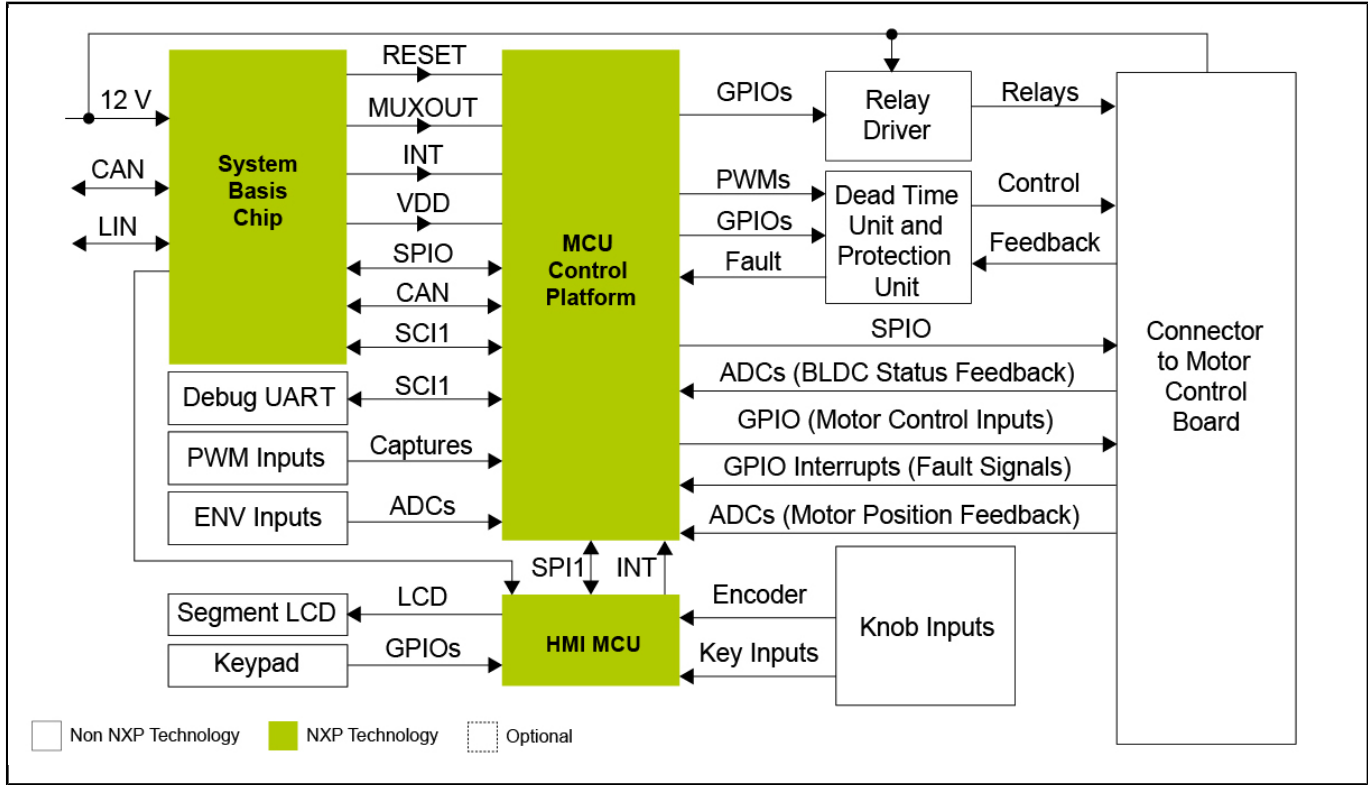 RESET
12 V
MUXOUT
CAN
INT
LIN
VDD
System
Basis
Chip
SPIO
CAN
SCI1
MCU
Control
Platform
GPIOs
Relay
Driver
Relays
PWMs
GPIOs
Fault
Dead Time
Unit and
Protection
Unit
Control
Feedback
SPIO
ADCs (BLDC Status Feedback)
GPIO (Motor Control Inputs)
GPIO Interrupts (Fault Signals)
ADCs (Motor Position Feedback)
Connector
to Motor
Control
Board
Debug UART
SCI1
PWM Inputs
Captures
ENV Inputs
ADCs
SPI1
INT
Segment LCD
LCD
Keypad
GPIOs
HMI MCU
Encoder
Key Inputs
Knob Inputs
Non NXP Technology
NXP Technology
Optional